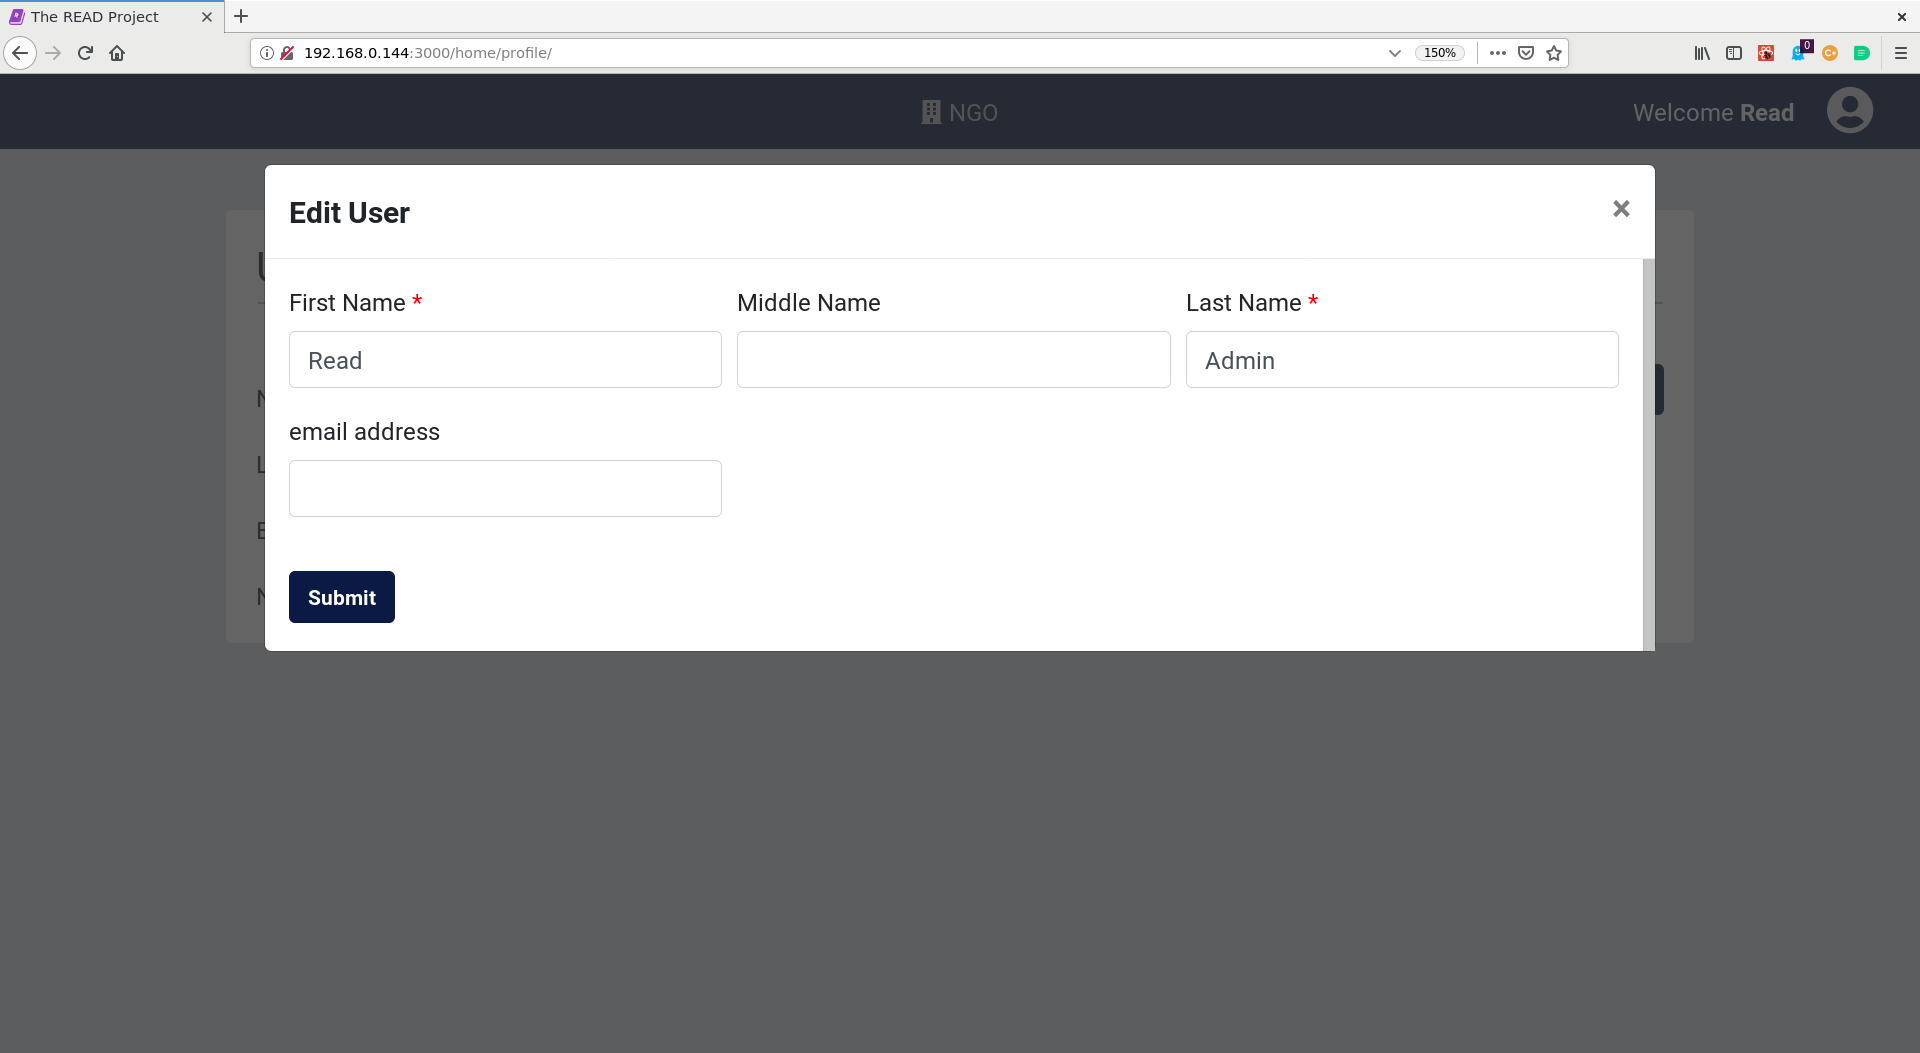 The READ Project
192.168.0.144:3000/home/profile/
150%
0
NGO
Welcome Read
Edit User
First Name *
Middle Name
Last Name *
Read
Admin
email address
Submit